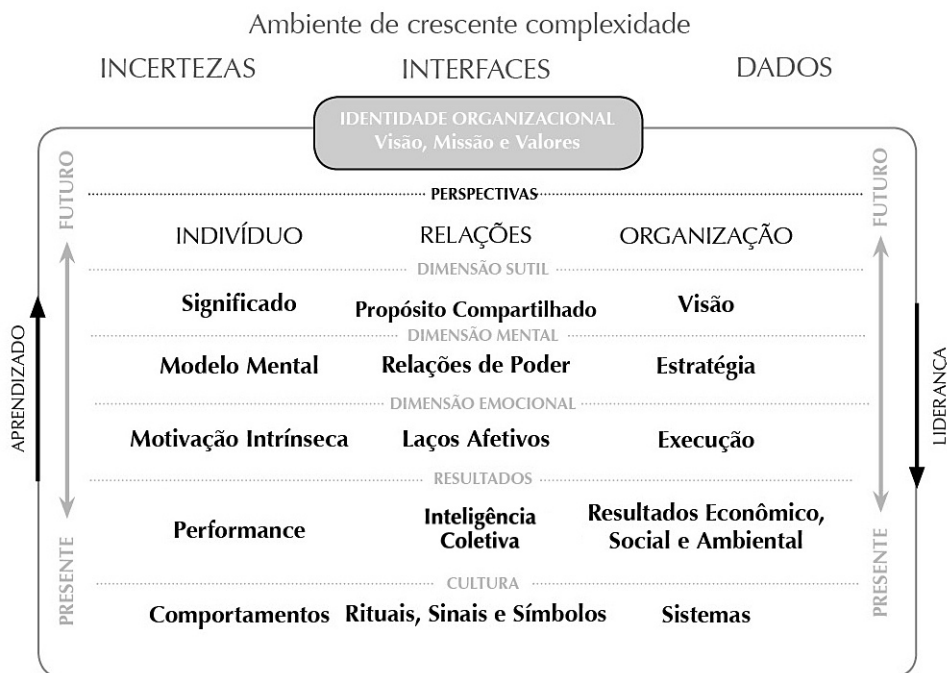 Ambiente de crescente complexidade
INCERTEZAS INTERFACES DADOS
IDENTIDADE ORGANIZACIONAL
Visão, Missão e Valores
FUTURO
FUTURO
PERSPECTIVAS
INDIVÍDUO RELAÇÕES ORGANIZAÇÃO
DIMENSÃO SUTIL
Significado Propósito Compartilhado Visão
DIMENSÃO MENTAL
Modelo Mental Relações de Poder Estratégia
APRENDIZADO
LIDERANÇA
DIMENSÃO EMOCIONAL
Motivação Intrínseca Laços Afetivos Execução
RESULTADOS
Performance
Inteligência
Coletiva
Resultados Econômico,
Social e Ambiental
PRESENTE
PRESENTE
CULTURA
Comportamentos Rituais, Sinais e Símbolos Sistemas